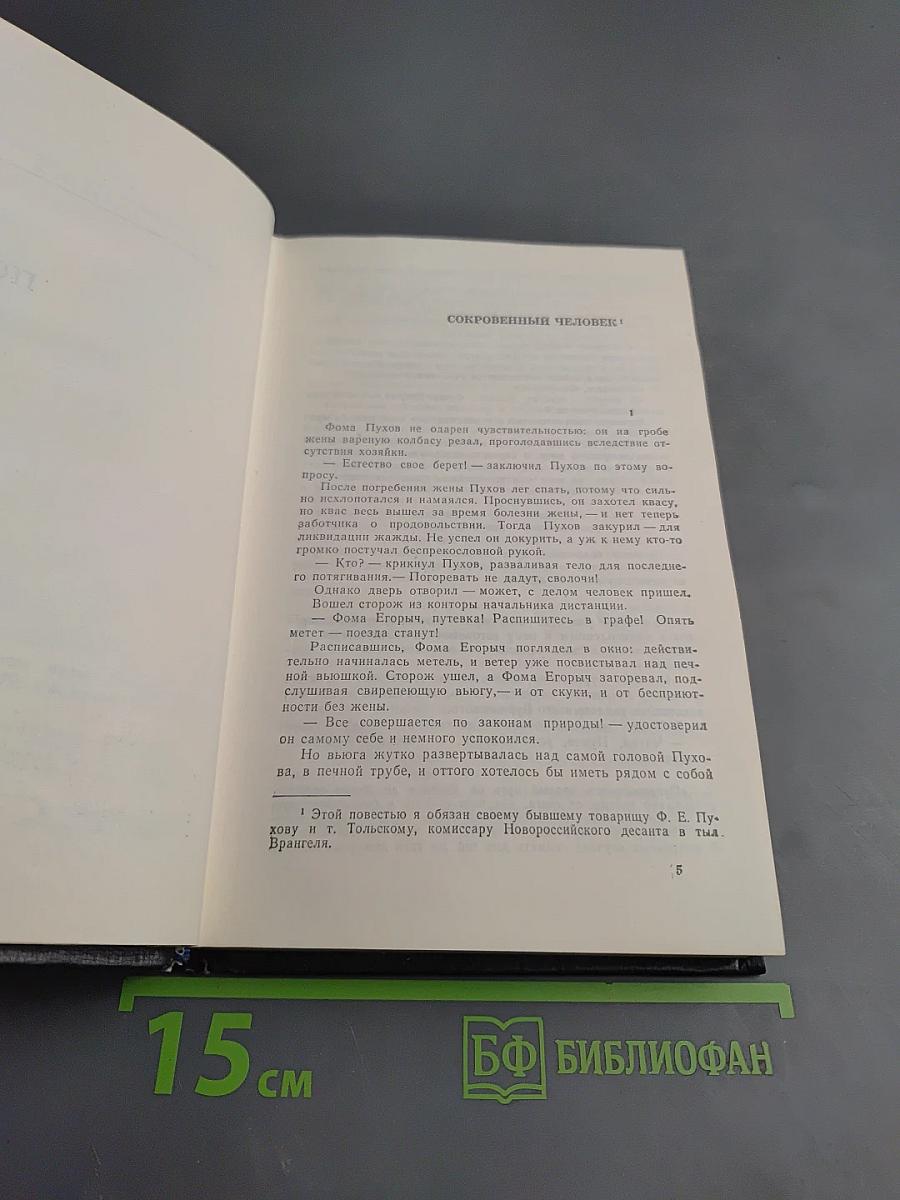 СОКРОВЕННЫЙ ЧЕЛОВЕК¹
1
Фома Пухов не одарен чувствительностью: он на гробе
жены вареную колбасу резал, проголодавшись вследствие от-
сутствия хозяйки.
— Естество свое берет! — заключил Пухов по этому во-
просу.
После погребения жены Пухов лег спать, потому что силь-
но исхлопотался и намаялся. Проснувшись, он захотел квасу,
но квас весь вышел за время болезни жены, — и нет теперь
работчика о продовольствии. Тогда Пухов закурил — для
ликвидации жажды. Не успел он докурить, а уж к нему кто-то
громко постучал беспрекословной рукой.
— Кто? — крикнул Пухов, разваливая тело для последне-
го потягивания. — Погоревать не дадут, сволочи!
Однако дверь отворил — может, с делом человек пришел.
Вошел сторож из конторы начальника дистанции.
— Фома Егорыч, путевка! Распишитесь в графе! Опять
метет — поезда станут!
Расписавшись, Фома Егорыч поглядел в окно: действи-
тельно начиналась метель, и ветер уже посвистывал над печ-
ной вьюшкой. Сторож ушел, а Фома Егорыч загоревал, под-
слушивая свирепеющую вьюгу, — и от скуки, и от бесприют-
ности без жены.
— Все совершается по законам природы! — удостоверил
он самому себе и немного успокоился.
Но вьюга жутко развертывалась над самой головой Пухо-
ва, в печной трубе, и оттого хотелось бы иметь рядом с собой
¹ Этой повестью я обязан своему бывшему товарищу Ф. Е. Пу-
хову и т. Тольскому, комиссару Новороссийского десанта в тыл
Врангеля.
5
15 см
БФ БИБЛИОФАН